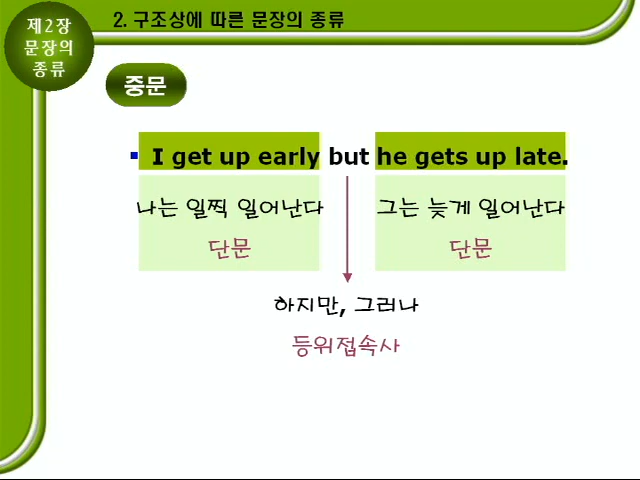 제2장
문장의
종류
2. 구조상에 따른 문장의 종류
중문
I get up early but he gets up late.
나는 일찍 일어난다 그는 늦게 일어난다
단문 단문
하지만, 그러나
등위접속사